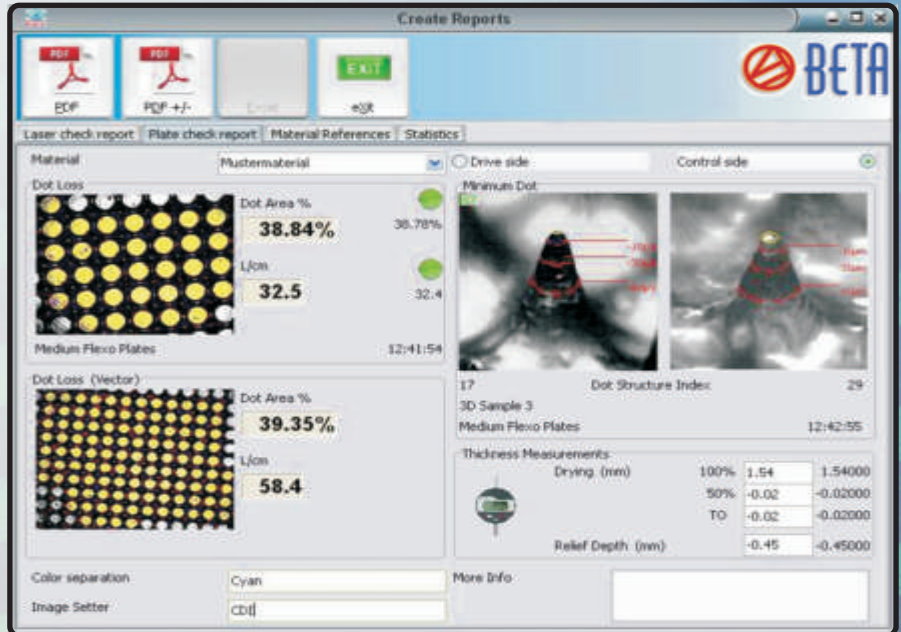 Create Reports
PDF
PDF
PDF
PDF +/-
EXIT
eXit
BETA
Laser check report
Plate check report
Material References
Statistics
Material
Mustermaterial
Drive side
Control side
Dot Loss
Dot Area %
38.84%
38.78%
L/cm
32.5
32.4
Medium Flexo Plates
12:41:54
Dot Loss (Vector)
Dot Area %
39.35%
L/cm
58.4
Minimum Dot
17
Dot Structure Index
29
3D Sample 3
Medium Flexo Plates
12:42:55
Thickness Measurements
Drying (mm)
100%
1.54
1.54000
50%
-0.02
-0.02000
TO
-0.02
-0.02000
Relief Depth (mm)
-0.45
-0.45000
Color separation
Cyan
More Info
Image Setter
CDI